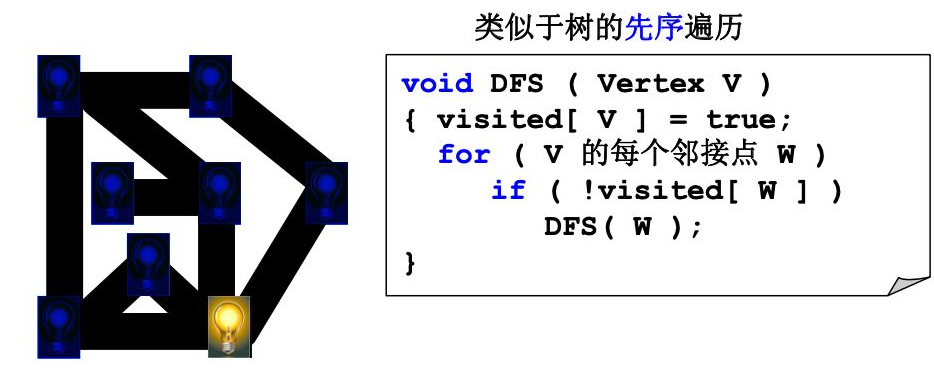 类似于树的先序遍历
void DFS ( Vertex V )
{ visited[ V ] = true;
for ( V 的每个邻接点 W )
if ( !visited[ W ] )
DFS( W );
}